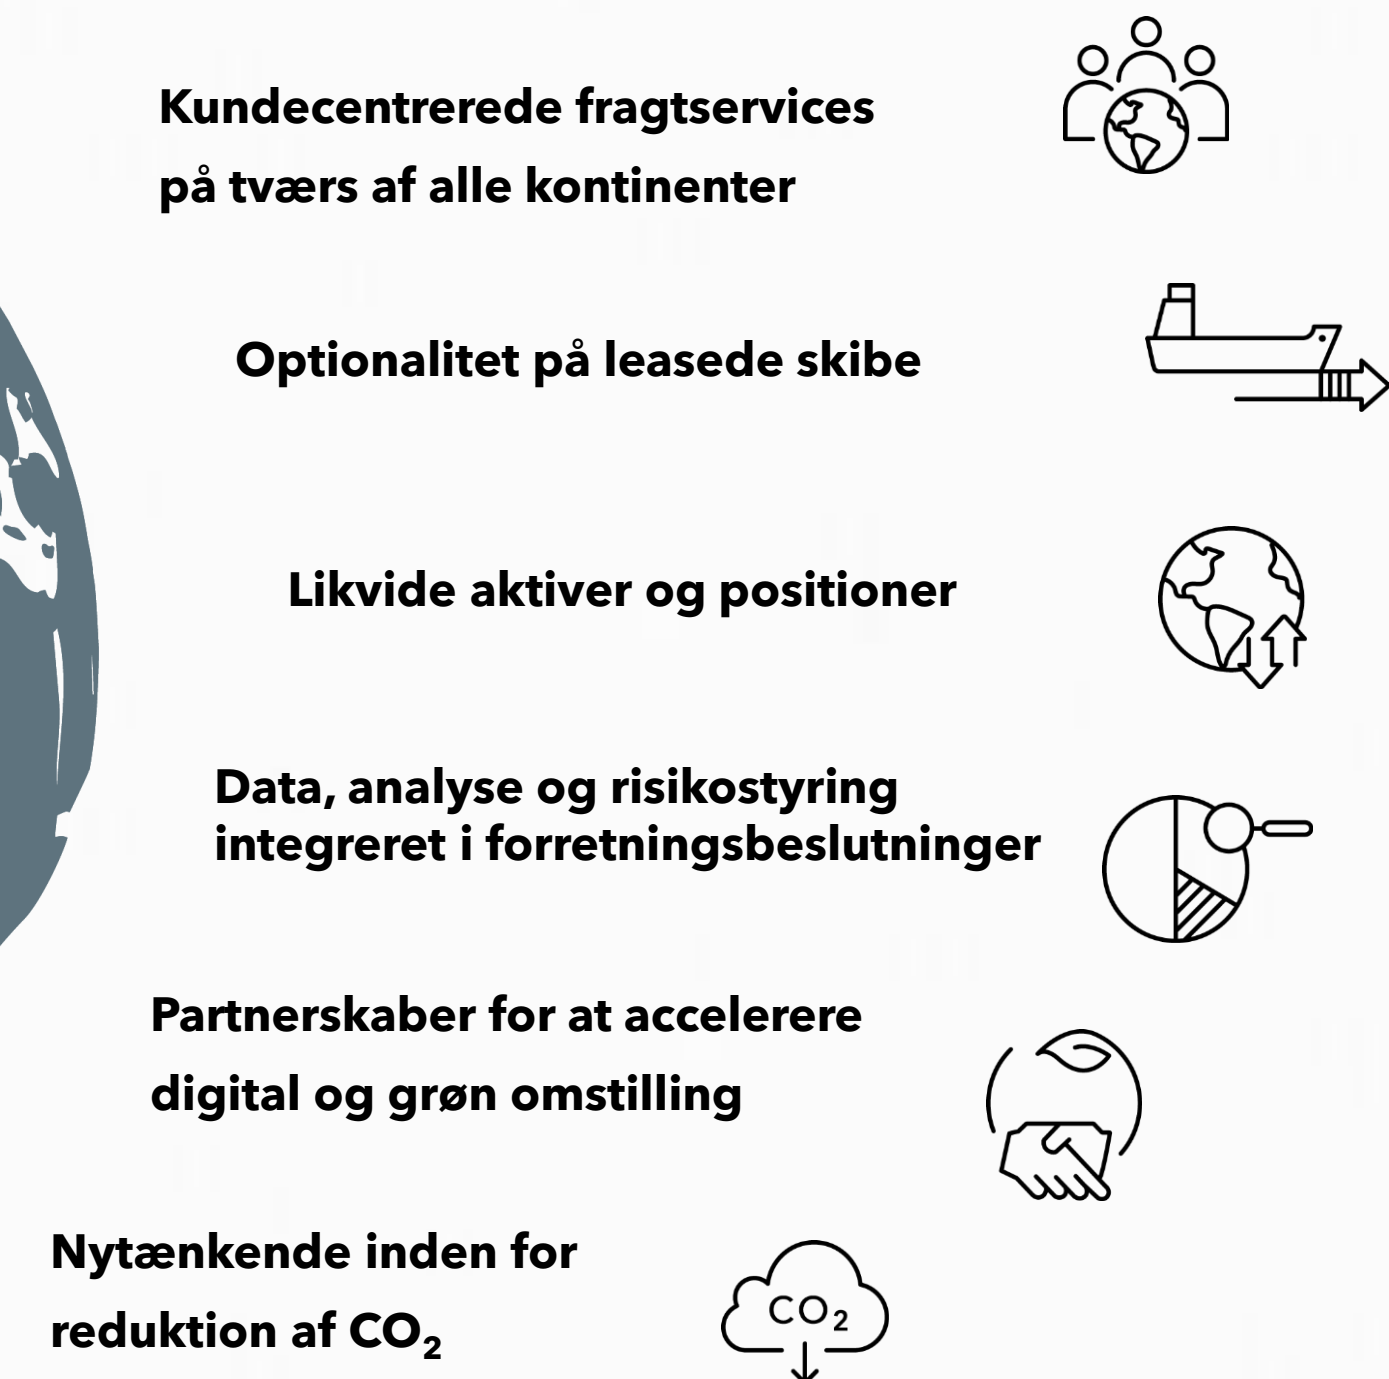 Kundecentrerede fragtservices
på tværs af alle kontinenter
Optionalitet på leasede skibe
Likvide aktiver og positioner
Data, analyse og risikostyring
integreret i forretningsbeslutninger
Partnerskaber for at accelerere
digital og grøn omstilling
Nytænkende inden for
reduktion af CO₂
CO₂